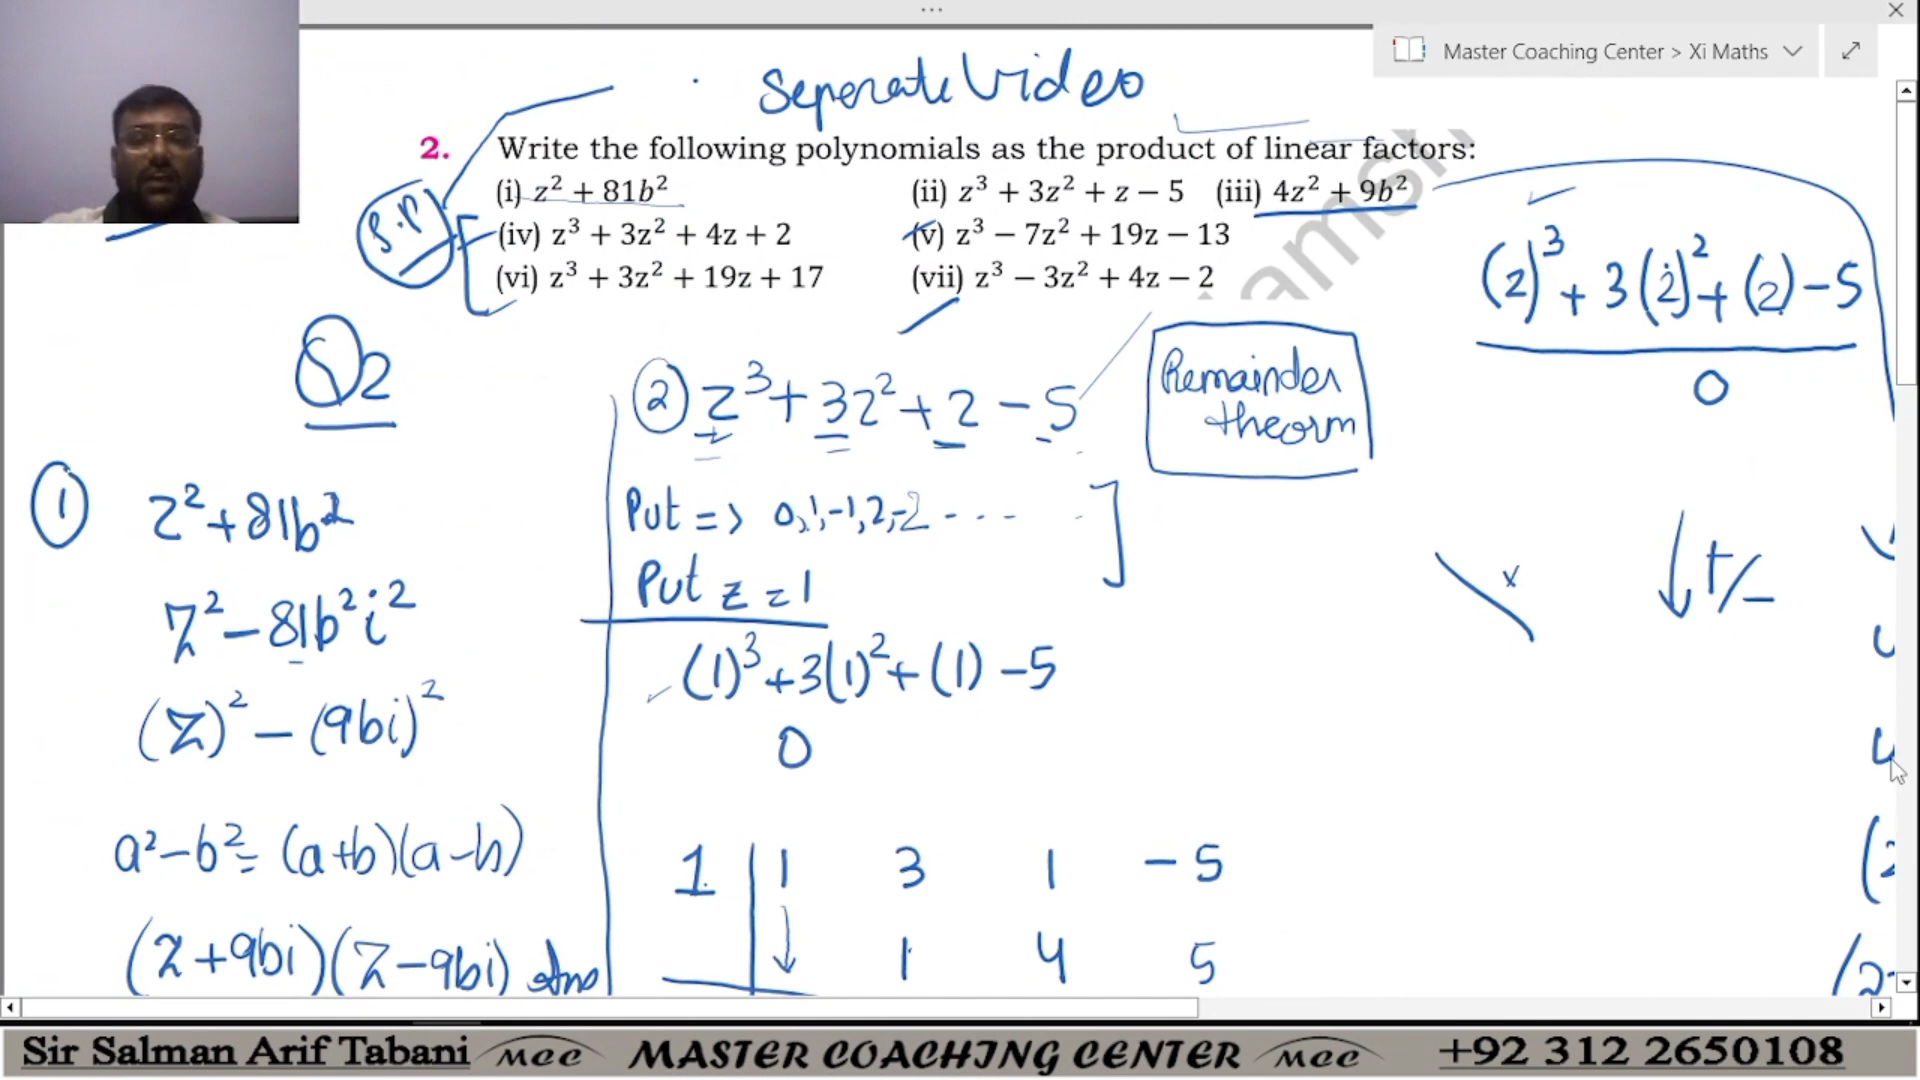 Master Coaching Center > Xi Maths
Seperate Video
2. Write the following polynomials as the product of linear factors:
(i) z² + 81b² (ii) z³ + 3z² + z − 5 (iii) 4z² + 9b²
(iv) z³ + 3z² + 4z + 2 (v) z³ − 7z² + 19z − 13
(vi) z³ + 3z² + 19z + 17 (vii) z³ − 3z² + 4z − 2
S.P
(z)³ + 3(z)² + (z) − 5
0
Q2
② z³ + 3z² + z − 5
Remainder
theorm
① z² + 81b²
z² − 81b²i²
(z)² − (9bi)²
a² − b² = (a+b)(a−b)
(z + 9bi)(z − 9bi) Ans
Put => 0,1,-1,2,-2 ----
Put z = 1
(1)³ + 3(1)² + (1) − 5
0
1 | 1 3 1 − 5
↓ 1 4 5
x
↓ +/−
Sir Salman Arif Tabani MCC MASTER COACHING CENTER MCC +92 312 2650108